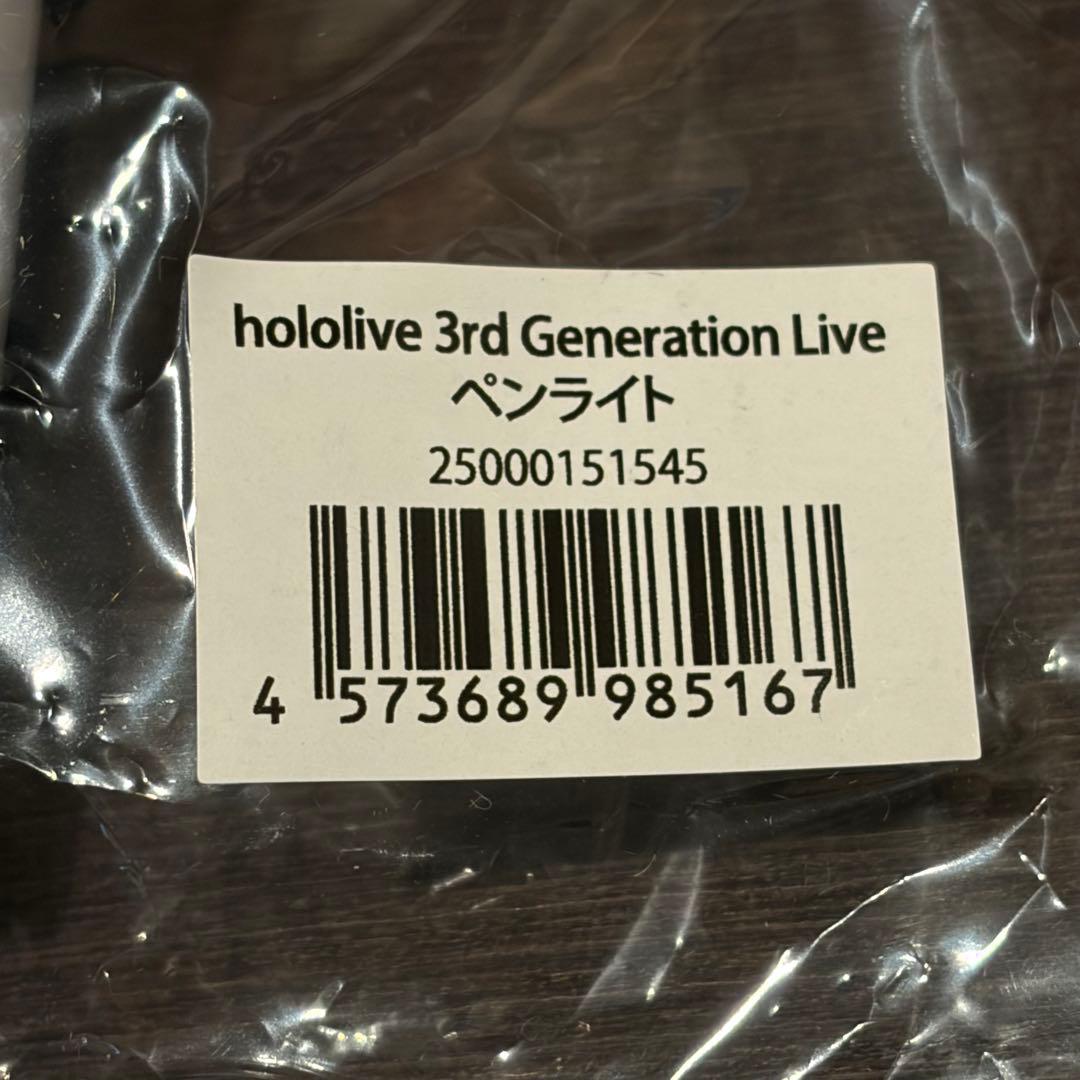 hololive 3rd Generation Live
ペンライト
25000151545
4 573689 985167